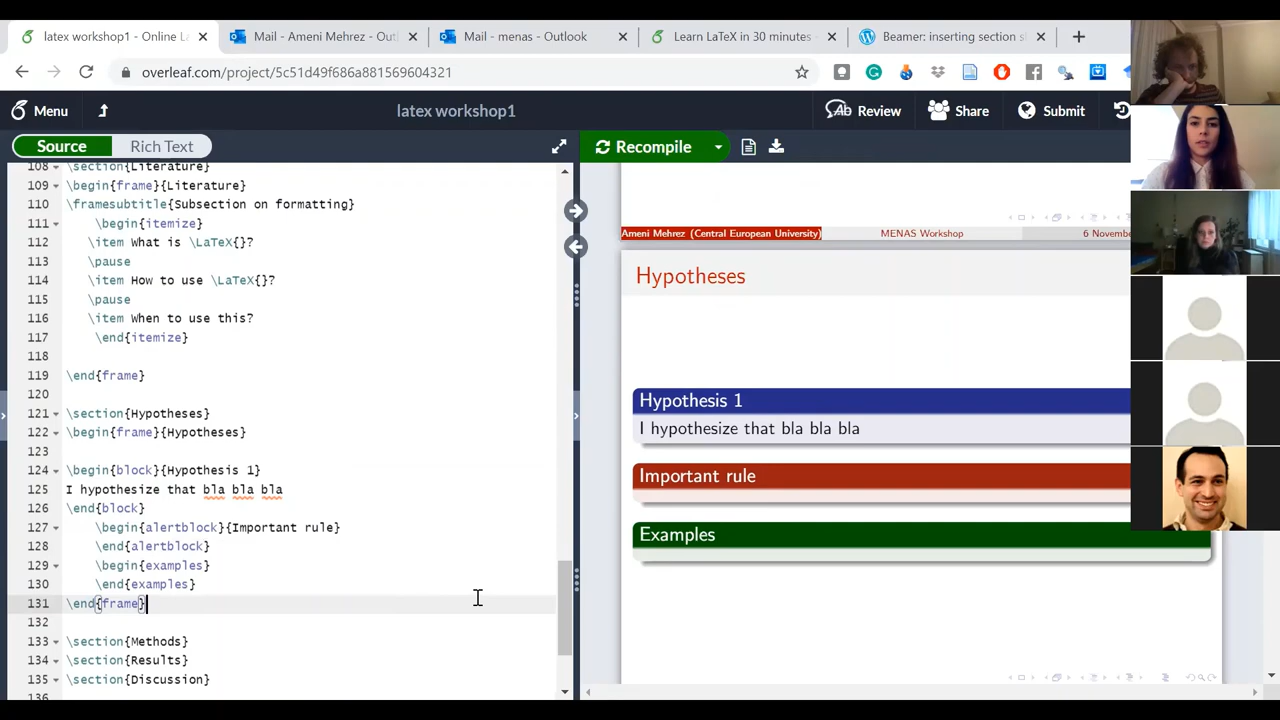 latex workshop1 - Online L
Mail - Ameni Mehrez - Out
Mail - menas - Outlook
Learn LaTeX in 30 minutes -
Beamer: inserting section s
overleaf.com/project/5c51d49f686a881569604321
Menu
latex workshop1
Review
Share
Submit
Source
Rich Text
Recompile
108 \section{Literature}
109 \begin{frame}{Literature}
110 \framesubtitle{Subsection on formatting}
111 \begin{itemize}
112 \item What is \LaTeX{}?
113 \pause
114 \item How to use \LaTeX{}?
115 \pause
116 \item When to use this?
117 \end{itemize}
118
119 \end{frame}
120
121 \section{Hypotheses}
122 \begin{frame}{Hypotheses}
123
124 \begin{block}{Hypothesis 1}
125 I hypothesize that bla bla bla
126 \end{block}
127 \begin{alertblock}{Important rule}
128 \end{alertblock}
129 \begin{examples}
130 \end{examples}
131 \end{frame}
132
133 \section{Methods}
134 \section{Results}
135 \section{Discussion}
136
Ameni Mehrez (Central European University)
MENAS Workshop
6 Novembe
Hypotheses
Hypothesis 1
I hypothesize that bla bla bla
Important rule
Examples